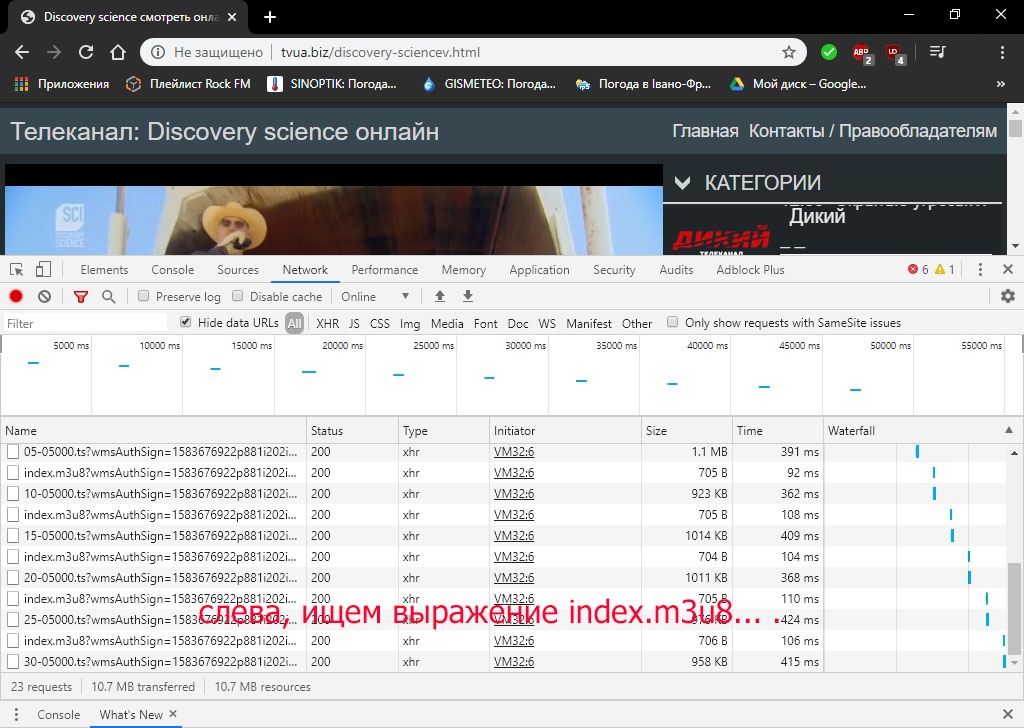 Discovery science смотреть онла
Не защищено tvua.biz/discovery-sciencev.html
ABP 2 UD 4
Приложения Плейлист Rock FM SINOPTIK: Погода... GISMETEO: Погода... Погода в Івано-Фр... Мой диск – Google... »
Телеканал: Discovery science онлайн
Главная Контакты / Правообладателям
КАТЕГОРИИ
SCI
DISCOVERY
SCIENCE
Дикий
ДИКИЙ
ТЕЛЕКАНАЛ
Elements Console Sources Network Performance Memory Application Security Audits Adblock Plus 6 1
Preserve log Disable cache Online
Filter Hide data URLs All XHR JS CSS Img Media Font Doc WS Manifest Other Only show requests with SameSite issues
5000 ms 10000 ms 15000 ms 20000 ms 25000 ms 30000 ms 35000 ms 40000 ms 45000 ms 50000 ms 55000 ms
Name Status Type Initiator Size Time Waterfall
05-05000.ts?wmsAuthSign=1583676922p881i202i... 200 xhr VM32:6 1.1 MB 391 ms
index.m3u8?wmsAuthSign=1583676922p881i202i... 200 xhr VM32:6 705 B 92 ms
10-05000.ts?wmsAuthSign=1583676922p881i202i... 200 xhr VM32:6 923 KB 362 ms
index.m3u8?wmsAuthSign=1583676922p881i202i... 200 xhr VM32:6 705 B 108 ms
15-05000.ts?wmsAuthSign=1583676922p881i202i... 200 xhr VM32:6 1014 KB 409 ms
index.m3u8?wmsAuthSign=1583676922p881i202i... 200 xhr VM32:6 704 B 104 ms
20-05000.ts?wmsAuthSign=1583676922p881i202i... 200 xhr VM32:6 1011 KB 368 ms
index.m3u8?wmsAuthSign=1583676922p881i202i... 200 xhr VM32:6 705 B 110 ms
слева, ищем выражение index.m3u8... .
25-05000.ts?wmsAuthSign=1583676922p881i202i... 200 xhr VM32:6 KB 424 ms
index.m3u8?wmsAuthSign=1583676922p881i202i... 200 xhr VM32:6 706 B 106 ms
30-05000.ts?wmsAuthSign=1583676922p881i202i... 200 xhr VM32:6 958 KB 415 ms
23 requests 10.7 MB transferred 10.7 MB resources
Console What's New